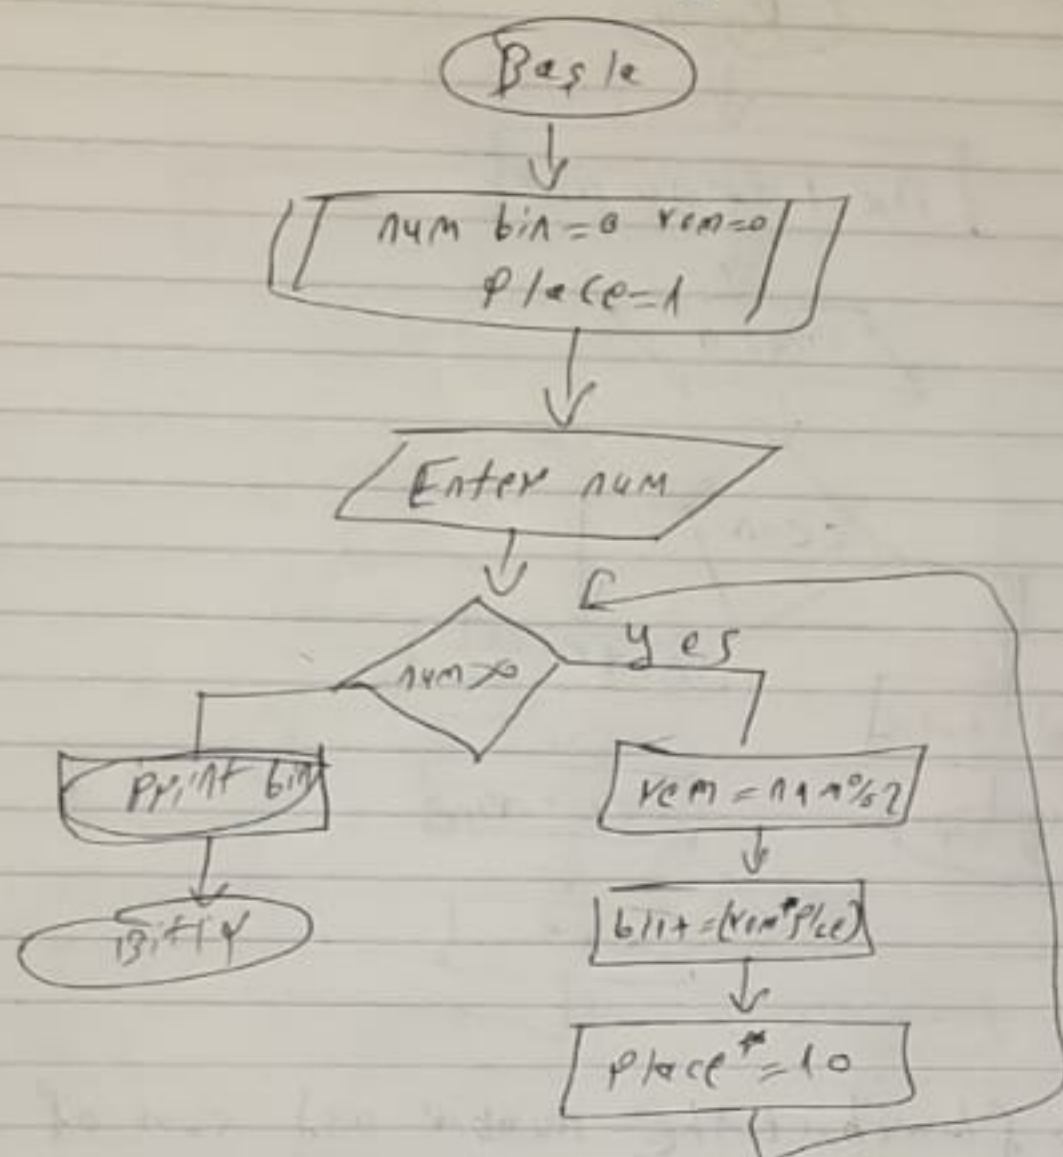 Başla
num bin=0 rem=0
place=1
Enter num
num>0
yes
print bin
rem = num%2
bin+=(rem*place)
place*=10